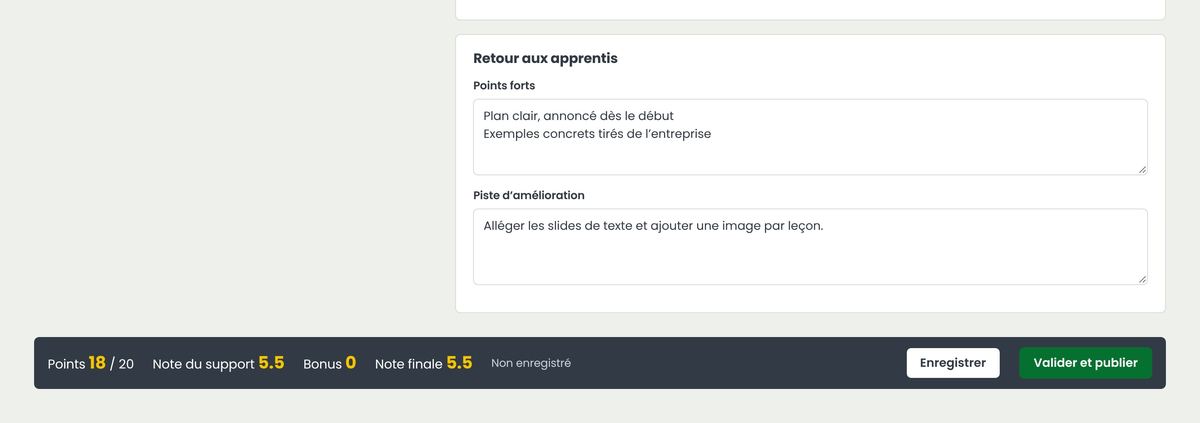 Retour aux apprentis
Points forts
Plan clair, annoncé dès le début
Exemples concrets tirés de l’entreprise
Piste d’amélioration
Alléger les slides de texte et ajouter une image par leçon.
Points 18 / 20 Note du support 5.5 Bonus 0 Note finale 5.5 Non enregistré Enregistrer Valider et publier